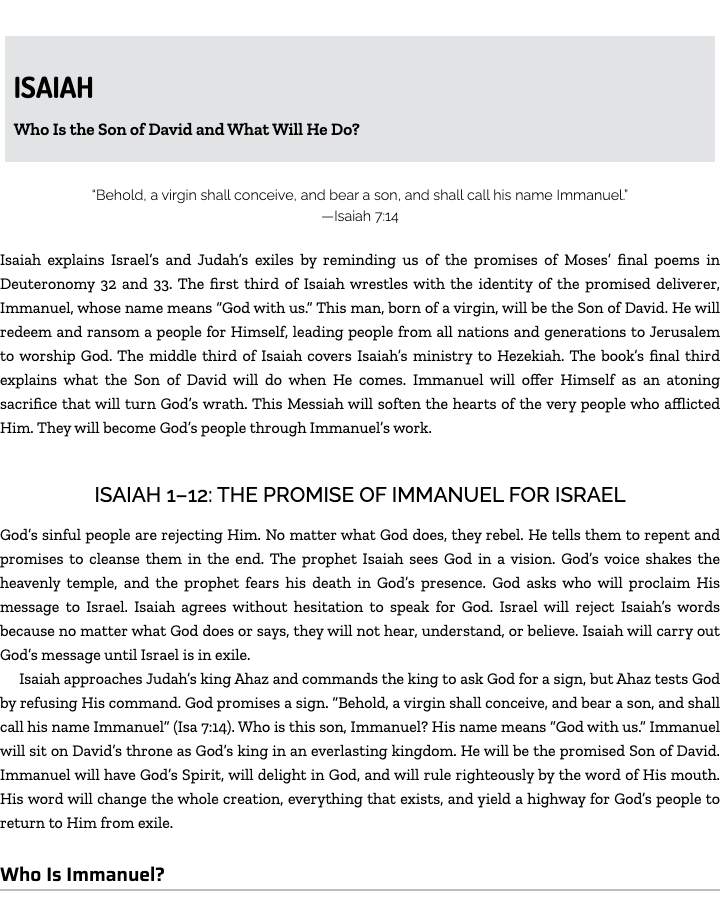 ISAIAH
Who Is the Son of David and What Will He Do?
“Behold, a virgin shall conceive, and bear a son, and shall call his name Immanuel.”
—Isaiah 7:14
Isaiah explains Israel’s and Judah’s exiles by reminding us of the promises of Moses’ final poems in
Deuteronomy 32 and 33. The first third of Isaiah wrestles with the identity of the promised deliverer,
Immanuel, whose name means “God with us.” This man, born of a virgin, will be the Son of David. He will
redeem and ransom a people for Himself, leading people from all nations and generations to Jerusalem
to worship God. The middle third of Isaiah covers Isaiah’s ministry to Hezekiah. The book’s final third
explains what the Son of David will do when He comes. Immanuel will offer Himself as an atoning
sacrifice that will turn God’s wrath. This Messiah will soften the hearts of the very people who afflicted
Him. They will become God’s people through Immanuel’s work.
ISAIAH 1–12: THE PROMISE OF IMMANUEL FOR ISRAEL
God’s sinful people are rejecting Him. No matter what God does, they rebel. He tells them to repent and
promises to cleanse them in the end. The prophet Isaiah sees God in a vision. God’s voice shakes the
heavenly temple, and the prophet fears his death in God’s presence. God asks who will proclaim His
message to Israel. Isaiah agrees without hesitation to speak for God. Israel will reject Isaiah’s words
because no matter what God does or says, they will not hear, understand, or believe. Isaiah will carry out
God’s message until Israel is in exile.
Isaiah approaches Judah’s king Ahaz and commands the king to ask God for a sign, but Ahaz tests God
by refusing His command. God promises a sign. “Behold, a virgin shall conceive, and bear a son, and shall
call his name Immanuel” (Isa 7:14). Who is this son, Immanuel? His name means “God with us.” Immanuel
will sit on David’s throne as God’s king in an everlasting kingdom. He will be the promised Son of David.
Immanuel will have God’s Spirit, will delight in God, and will rule righteously by the word of His mouth.
His word will change the whole creation, everything that exists, and yield a highway for God’s people to
return to Him from exile.
Who Is Immanuel?